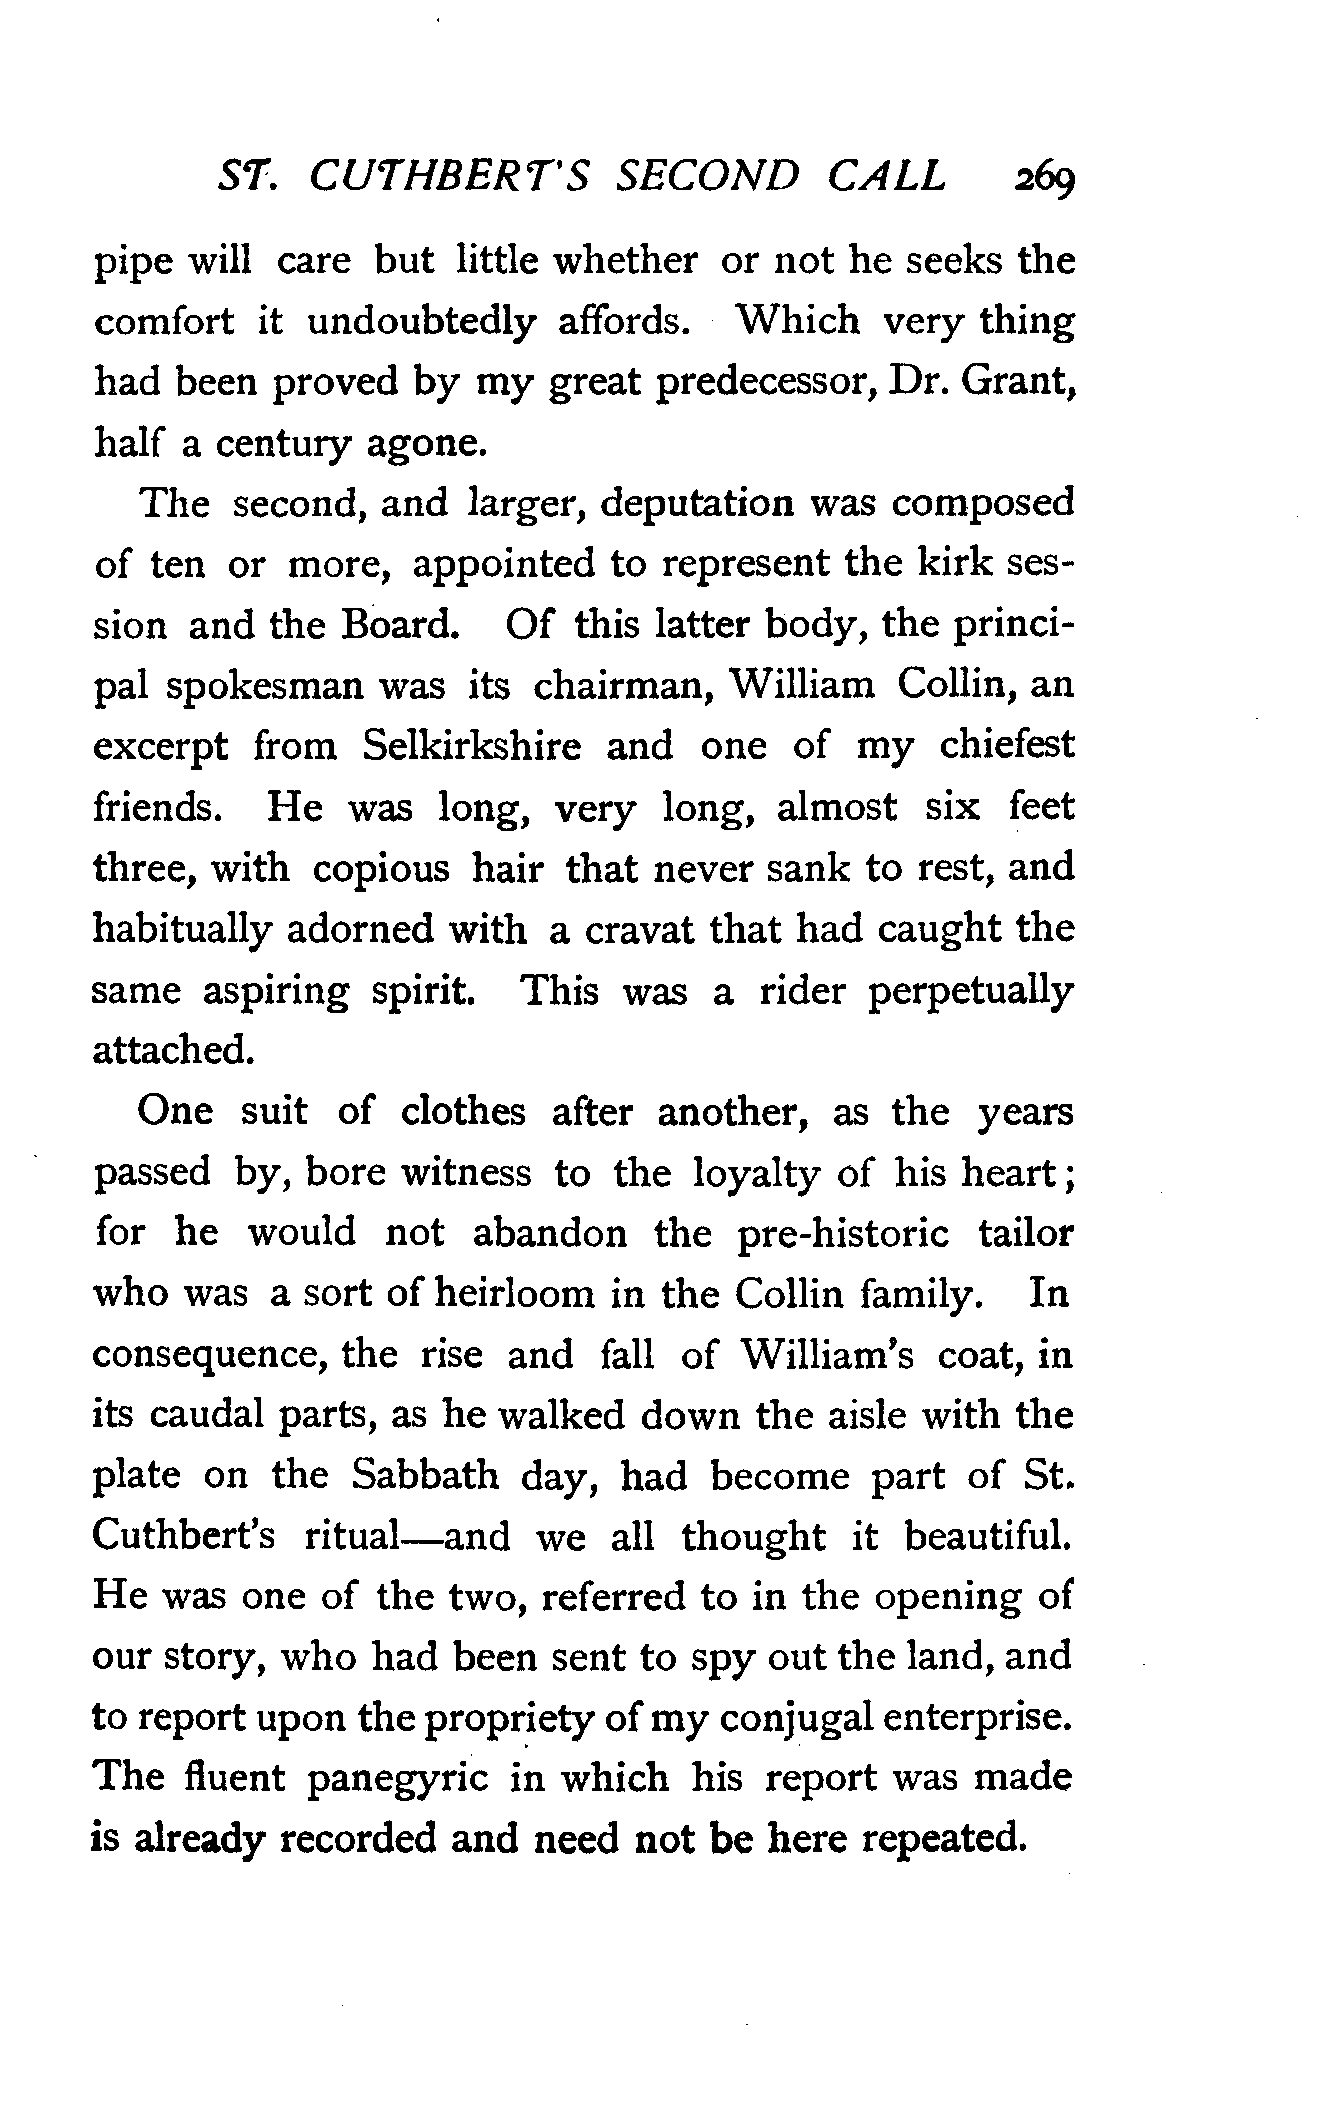 ST. CUTHBERT'S SECOND CALL 269
pipe will care but little whether or not he seeks the
comfort it undoubtedly affords. Which very thing
had been proved by my great predecessor, Dr. Grant,
half a century agone.
The second, and larger, deputation was composed
of ten or more, appointed to represent the kirk ses-
sion and the Board. Of this latter body, the princi-
pal spokesman was its chairman, William Collin, an
excerpt from Selkirkshire and one of my chiefest
friends. He was long, very long, almost six feet
three, with copious hair that never sank to rest, and
habitually adorned with a cravat that had caught the
same aspiring spirit. This was a rider perpetually
attached.
One suit of clothes after another, as the years
passed by, bore witness to the loyalty of his heart;
for he would not abandon the pre-historic tailor
who was a sort of heirloom in the Collin family. In
consequence, the rise and fall of William's coat, in
its caudal parts, as he walked down the aisle with the
plate on the Sabbath day, had become part of St.
Cuthbert's ritual—and we all thought it beautiful.
He was one of the two, referred to in the opening of
our story, who had been sent to spy out the land, and
to report upon the propriety of my conjugal enterprise.
The fluent panegyric in which his report was made
is already recorded and need not be here repeated.